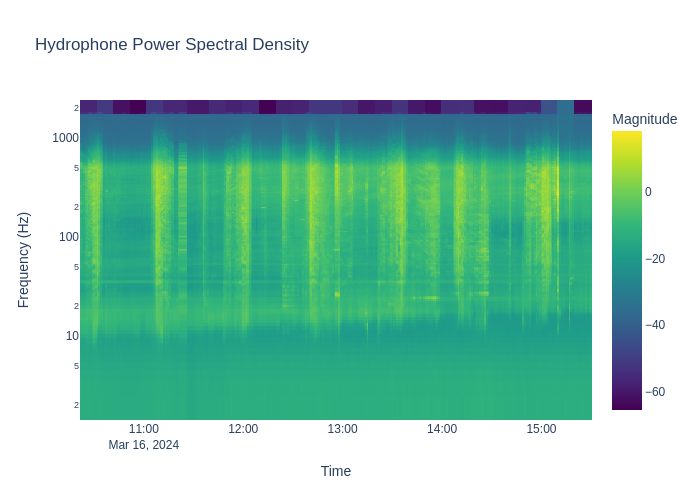 Hydrophone Power Spectral Density
Magnitude
2
1000
5
2
100
5
2
10
5
2
Frequency (Hz)
0
−20
−40
−60
11:00 12:00 13:00 14:00 15:00
Mar 16, 2024
Time